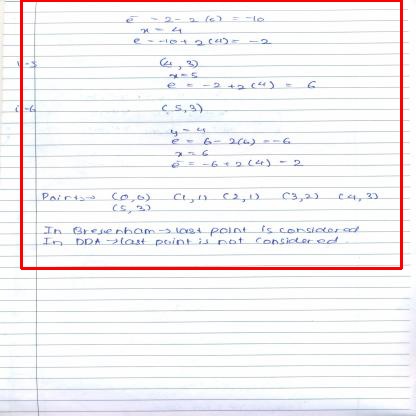 e = 2 - 2(6) = -10
x = 4
e = -10 + 2(4) = -2
i = 5 (4, 3)
x = 5
e = -2 + 2(4) = 6
i = 6 (5, 3)
y = 4
e = 6 - 2(6) = -6
x = 6
e = -6 + 2(4) = 2
Points → (0, 0) (1, 1) (2, 1) (3, 2) (4, 3)
(5, 3)
In Bresenham → last point is considered
In DDA → last point is not considered.